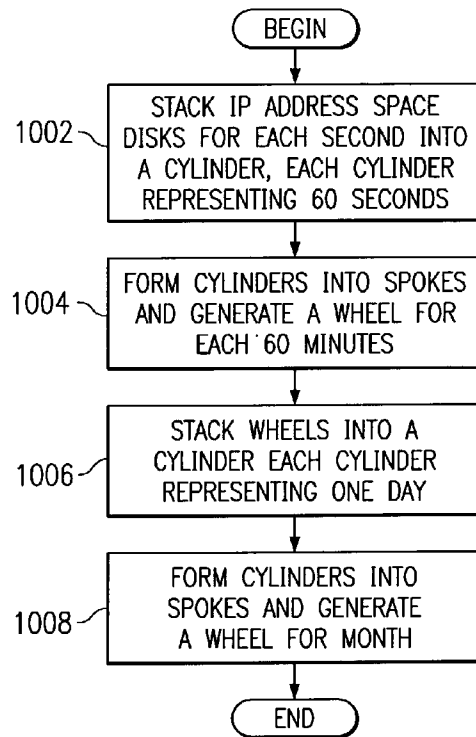 BEGIN
1002
STACK IP ADDRESS SPACE
DISKS FOR EACH SECOND INTO
A CYLINDER, EACH CYLINDER
REPRESENTING 60 SECONDS
1004
FORM CYLINDERS INTO SPOKES
AND GENERATE A WHEEL FOR
EACH 60 MINUTES
1006
STACK WHEELS INTO A
CYLINDER EACH CYLINDER
REPRESENTING ONE DAY
1008
FORM CYLINDERS INTO
SPOKES AND GENERATE
A WHEEL FOR MONTH
END